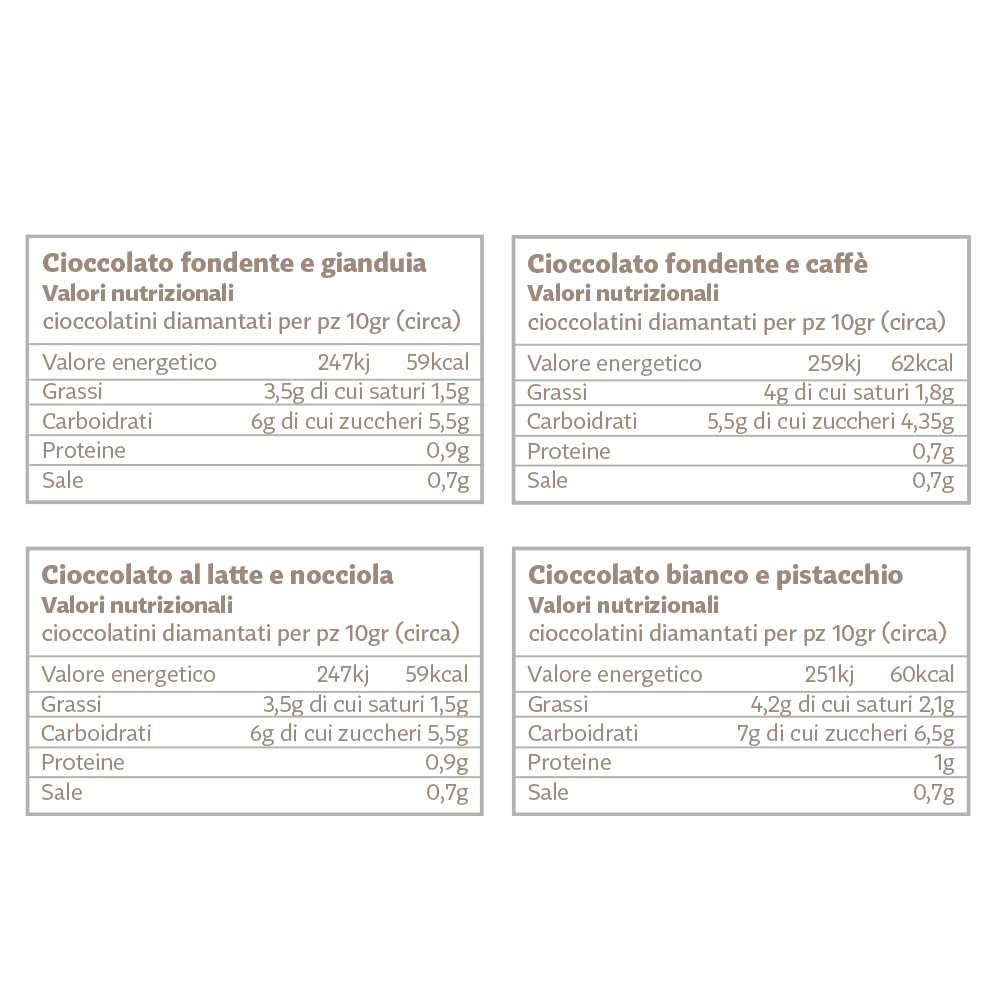 Cioccolato fondente e gianduia
Valori nutrizionali
cioccolatini diamantati per pz 10gr (circa)
Valore energetico 247kj 59kcal
Grassi 3,5g di cui saturi 1,5g
Carboidrati 6g di cui zuccheri 5,5g
Proteine 0,9g
Sale 0,7g
Cioccolato fondente e caffè
Valori nutrizionali
cioccolatini diamantati per pz 10gr (circa)
Valore energetico 259kj 62kcal
Grassi 4g di cui saturi 1,8g
Carboidrati 5,5g di cui zuccheri 4,35g
Proteine 0,7g
Sale 0,7g
Cioccolato al latte e nocciola
Valori nutrizionali
cioccolatini diamantati per pz 10gr (circa)
Valore energetico 247kj 59kcal
Grassi 3,5g di cui saturi 1,5g
Carboidrati 6g di cui zuccheri 5,5g
Proteine 0,9g
Sale 0,7g
Cioccolato bianco e pistacchio
Valori nutrizionali
cioccolatini diamantati per pz 10gr (circa)
Valore energetico 251kj 60kcal
Grassi 4,2g di cui saturi 2,1g
Carboidrati 7g di cui zuccheri 6,5g
Proteine 1g
Sale 0,7g